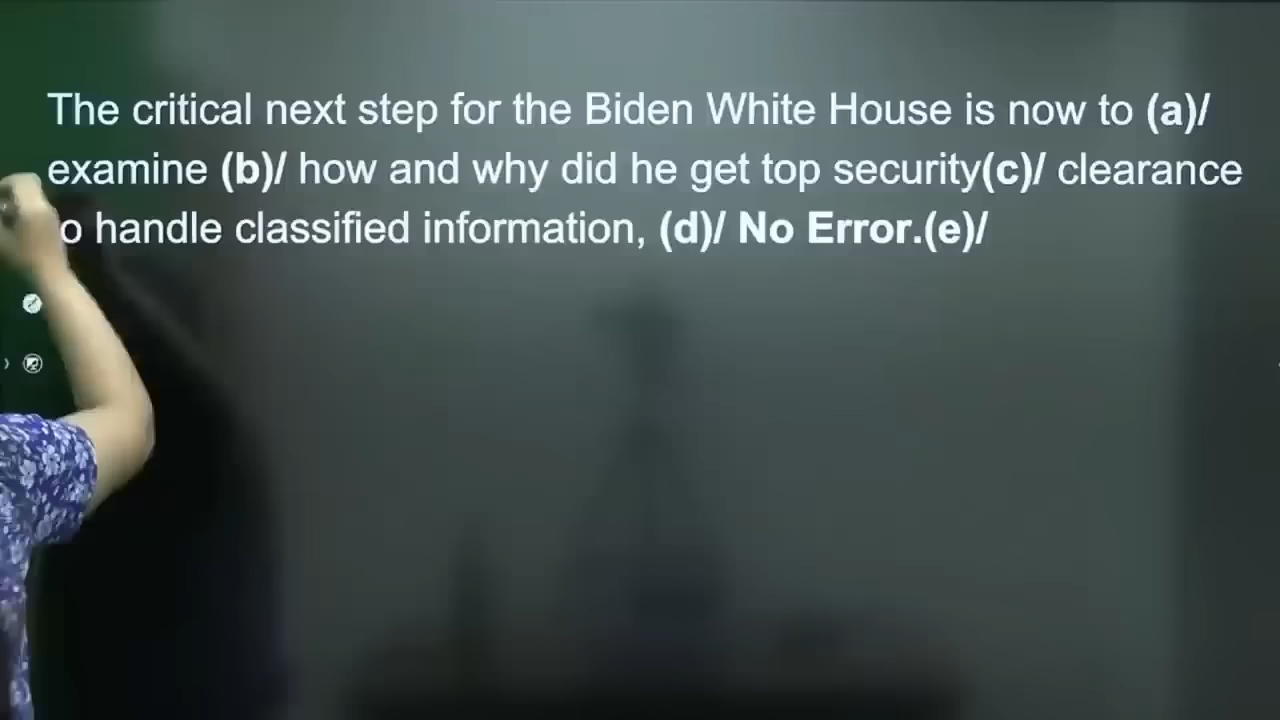 The critical next step for the Biden White House is now to (a)/
examine (b)/ how and why did he get top security(c)/ clearance
handle classified information, (d)/ No Error.(e)/